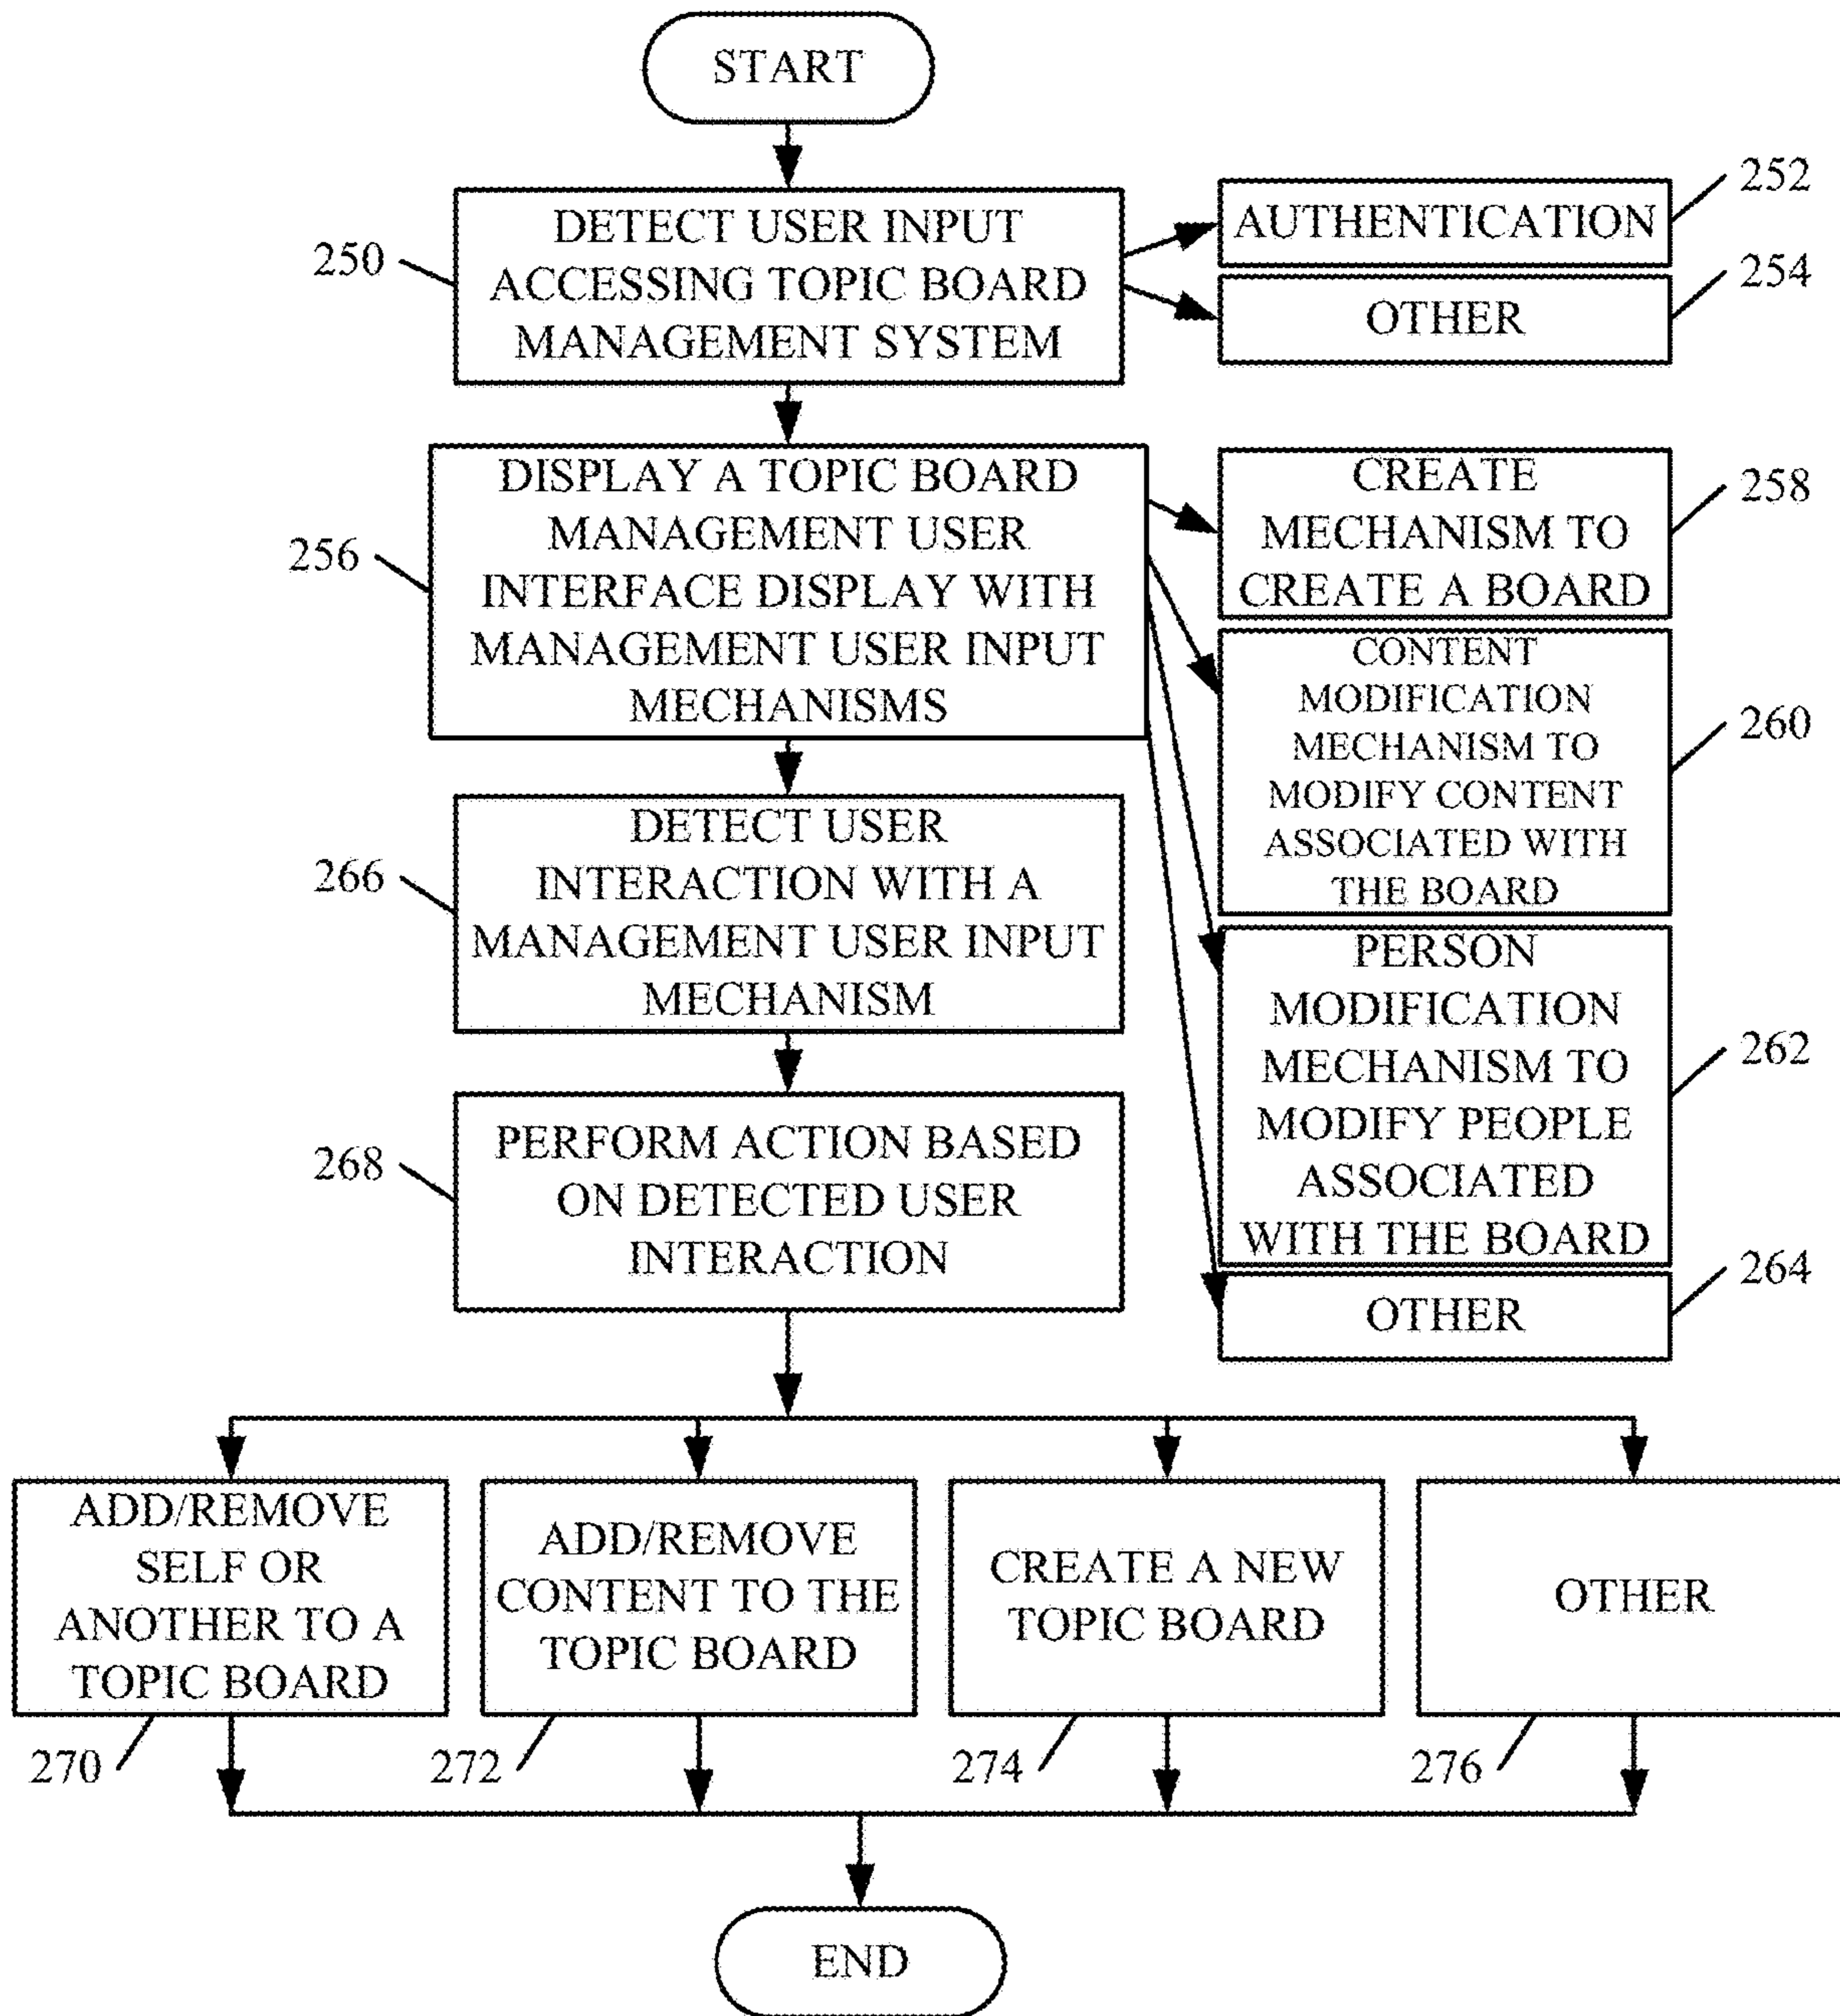 START
250
DETECT USER INPUT
ACCESSING TOPIC BOARD
MANAGEMENT SYSTEM
AUTHENTICATION
252
OTHER
254
256
DISPLAY A TOPIC BOARD
MANAGEMENT USER
INTERFACE DISPLAY WITH
MANAGEMENT USER INPUT
MECHANISMS
CREATE
MECHANISM TO
CREATE A BOARD
258
CONTENT
MODIFICATION
MECHANISM TO
MODIFY CONTENT
ASSOCIATED WITH
THE BOARD
260
PERSON
MODIFICATION
MECHANISM TO
MODIFY PEOPLE
ASSOCIATED
WITH THE BOARD
262
OTHER
264
266
DETECT USER
INTERACTION WITH A
MANAGEMENT USER INPUT
MECHANISM
268
PERFORM ACTION BASED
ON DETECTED USER
INTERACTION
ADD/REMOVE
SELF OR
ANOTHER TO A
TOPIC BOARD
270
ADD/REMOVE
CONTENT TO THE
TOPIC BOARD
272
CREATE A NEW
TOPIC BOARD
274
OTHER
276
END